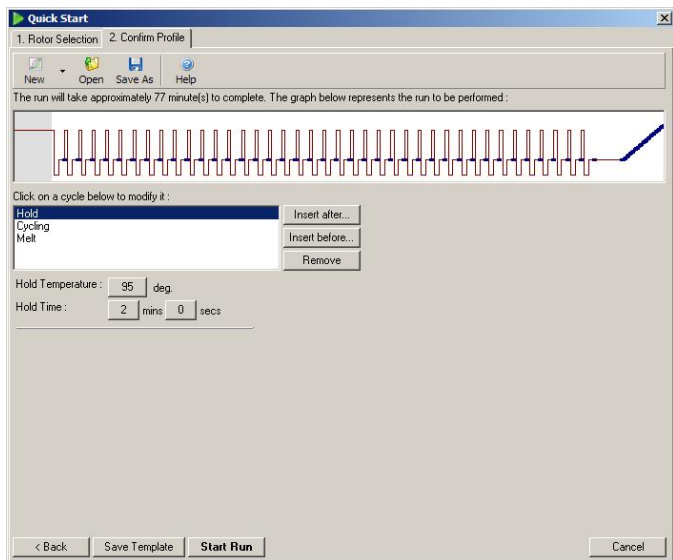 Quick Start
1. Rotor Selection 2. Confirm Profile
New Open Save As Help
The run will take approximately 77 minute(s) to complete. The graph below represents the run to be performed :
Click on a cycle below to modify it :
Hold
Cycling
Melt
Insert after...
Insert before...
Remove
Hold Temperature : 95 deg.
Hold Time : 2 mins 0 secs
< Back Save Template Start Run Cancel